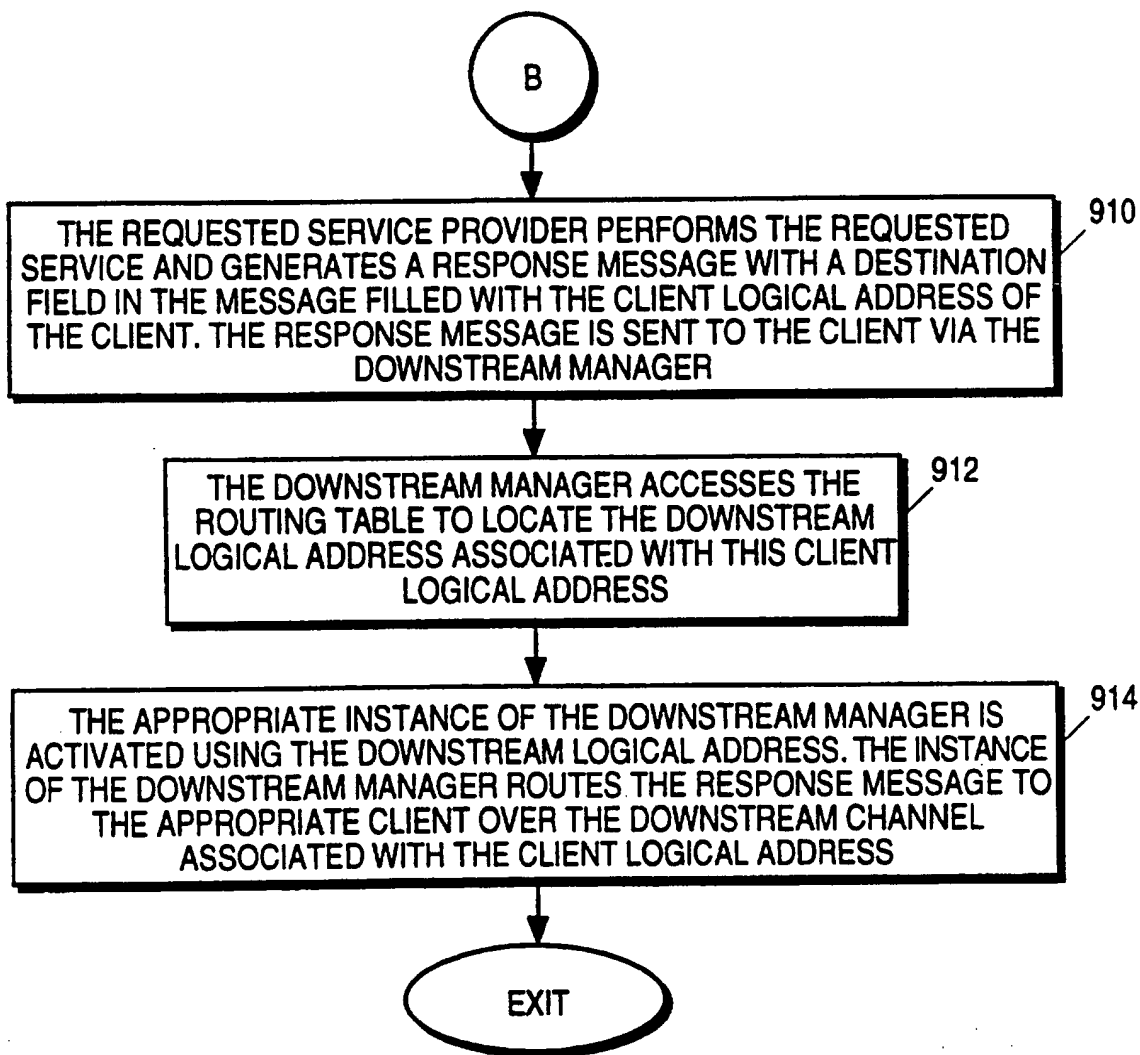 B
910
THE REQUESTED SERVICE PROVIDER PERFORMS THE REQUESTED
SERVICE AND GENERATES A RESPONSE MESSAGE WITH A DESTINATION
FIELD IN THE MESSAGE FILLED WITH THE CLIENT LOGICAL ADDRESS OF
THE CLIENT. THE RESPONSE MESSAGE IS SENT TO THE CLIENT VIA THE
DOWNSTREAM MANAGER
912
THE DOWNSTREAM MANAGER ACCESSES THE
ROUTING TABLE TO LOCATE THE DOWNSTREAM
LOGICAL ADDRESS ASSOCIATED WITH THIS CLIENT
LOGICAL ADDRESS
914
THE APPROPRIATE INSTANCE OF THE DOWNSTREAM MANAGER IS
ACTIVATED USING THE DOWNSTREAM LOGICAL ADDRESS. THE INSTANCE
OF THE DOWNSTREAM MANAGER ROUTES THE RESPONSE MESSAGE TO
THE APPROPRIATE CLIENT OVER THE DOWNSTREAM CHANNEL
ASSOCIATED WITH THE CLIENT LOGICAL ADDRESS
EXIT